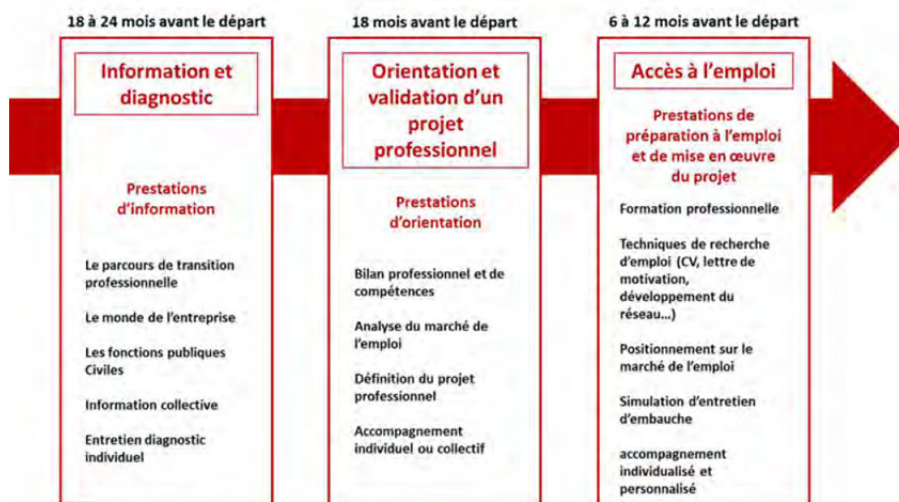 18 à 24 mois avant le départ
Information et
diagnostic
Prestations
d'information
Le parcours de transition
professionnelle
Le monde de l'entreprise
Les fonctions publiques
Civiles
Information collective
Entretien diagnostic
individuel
18 mois avant le départ
Orientation et
validation d'un
projet
professionnel
Prestations
d'orientation
Bilan professionnel et de
compétences
Analyse du marché de
l'emploi
Définition du projet
professionnel
Accompagnement
individuel ou collectif
6 à 12 mois avant le départ
Accès à l'emploi
Prestations de
préparation à l'emploi
et de mise en œuvre
du projet
Formation professionnelle
Techniques de recherche
d'emploi (CV, lettre de
motivation,
développement du
réseau...)
Positionnement sur le
marché de l'emploi
Simulation d'entretien
d'embauche
accompagnement
individualisé et
personnalisé